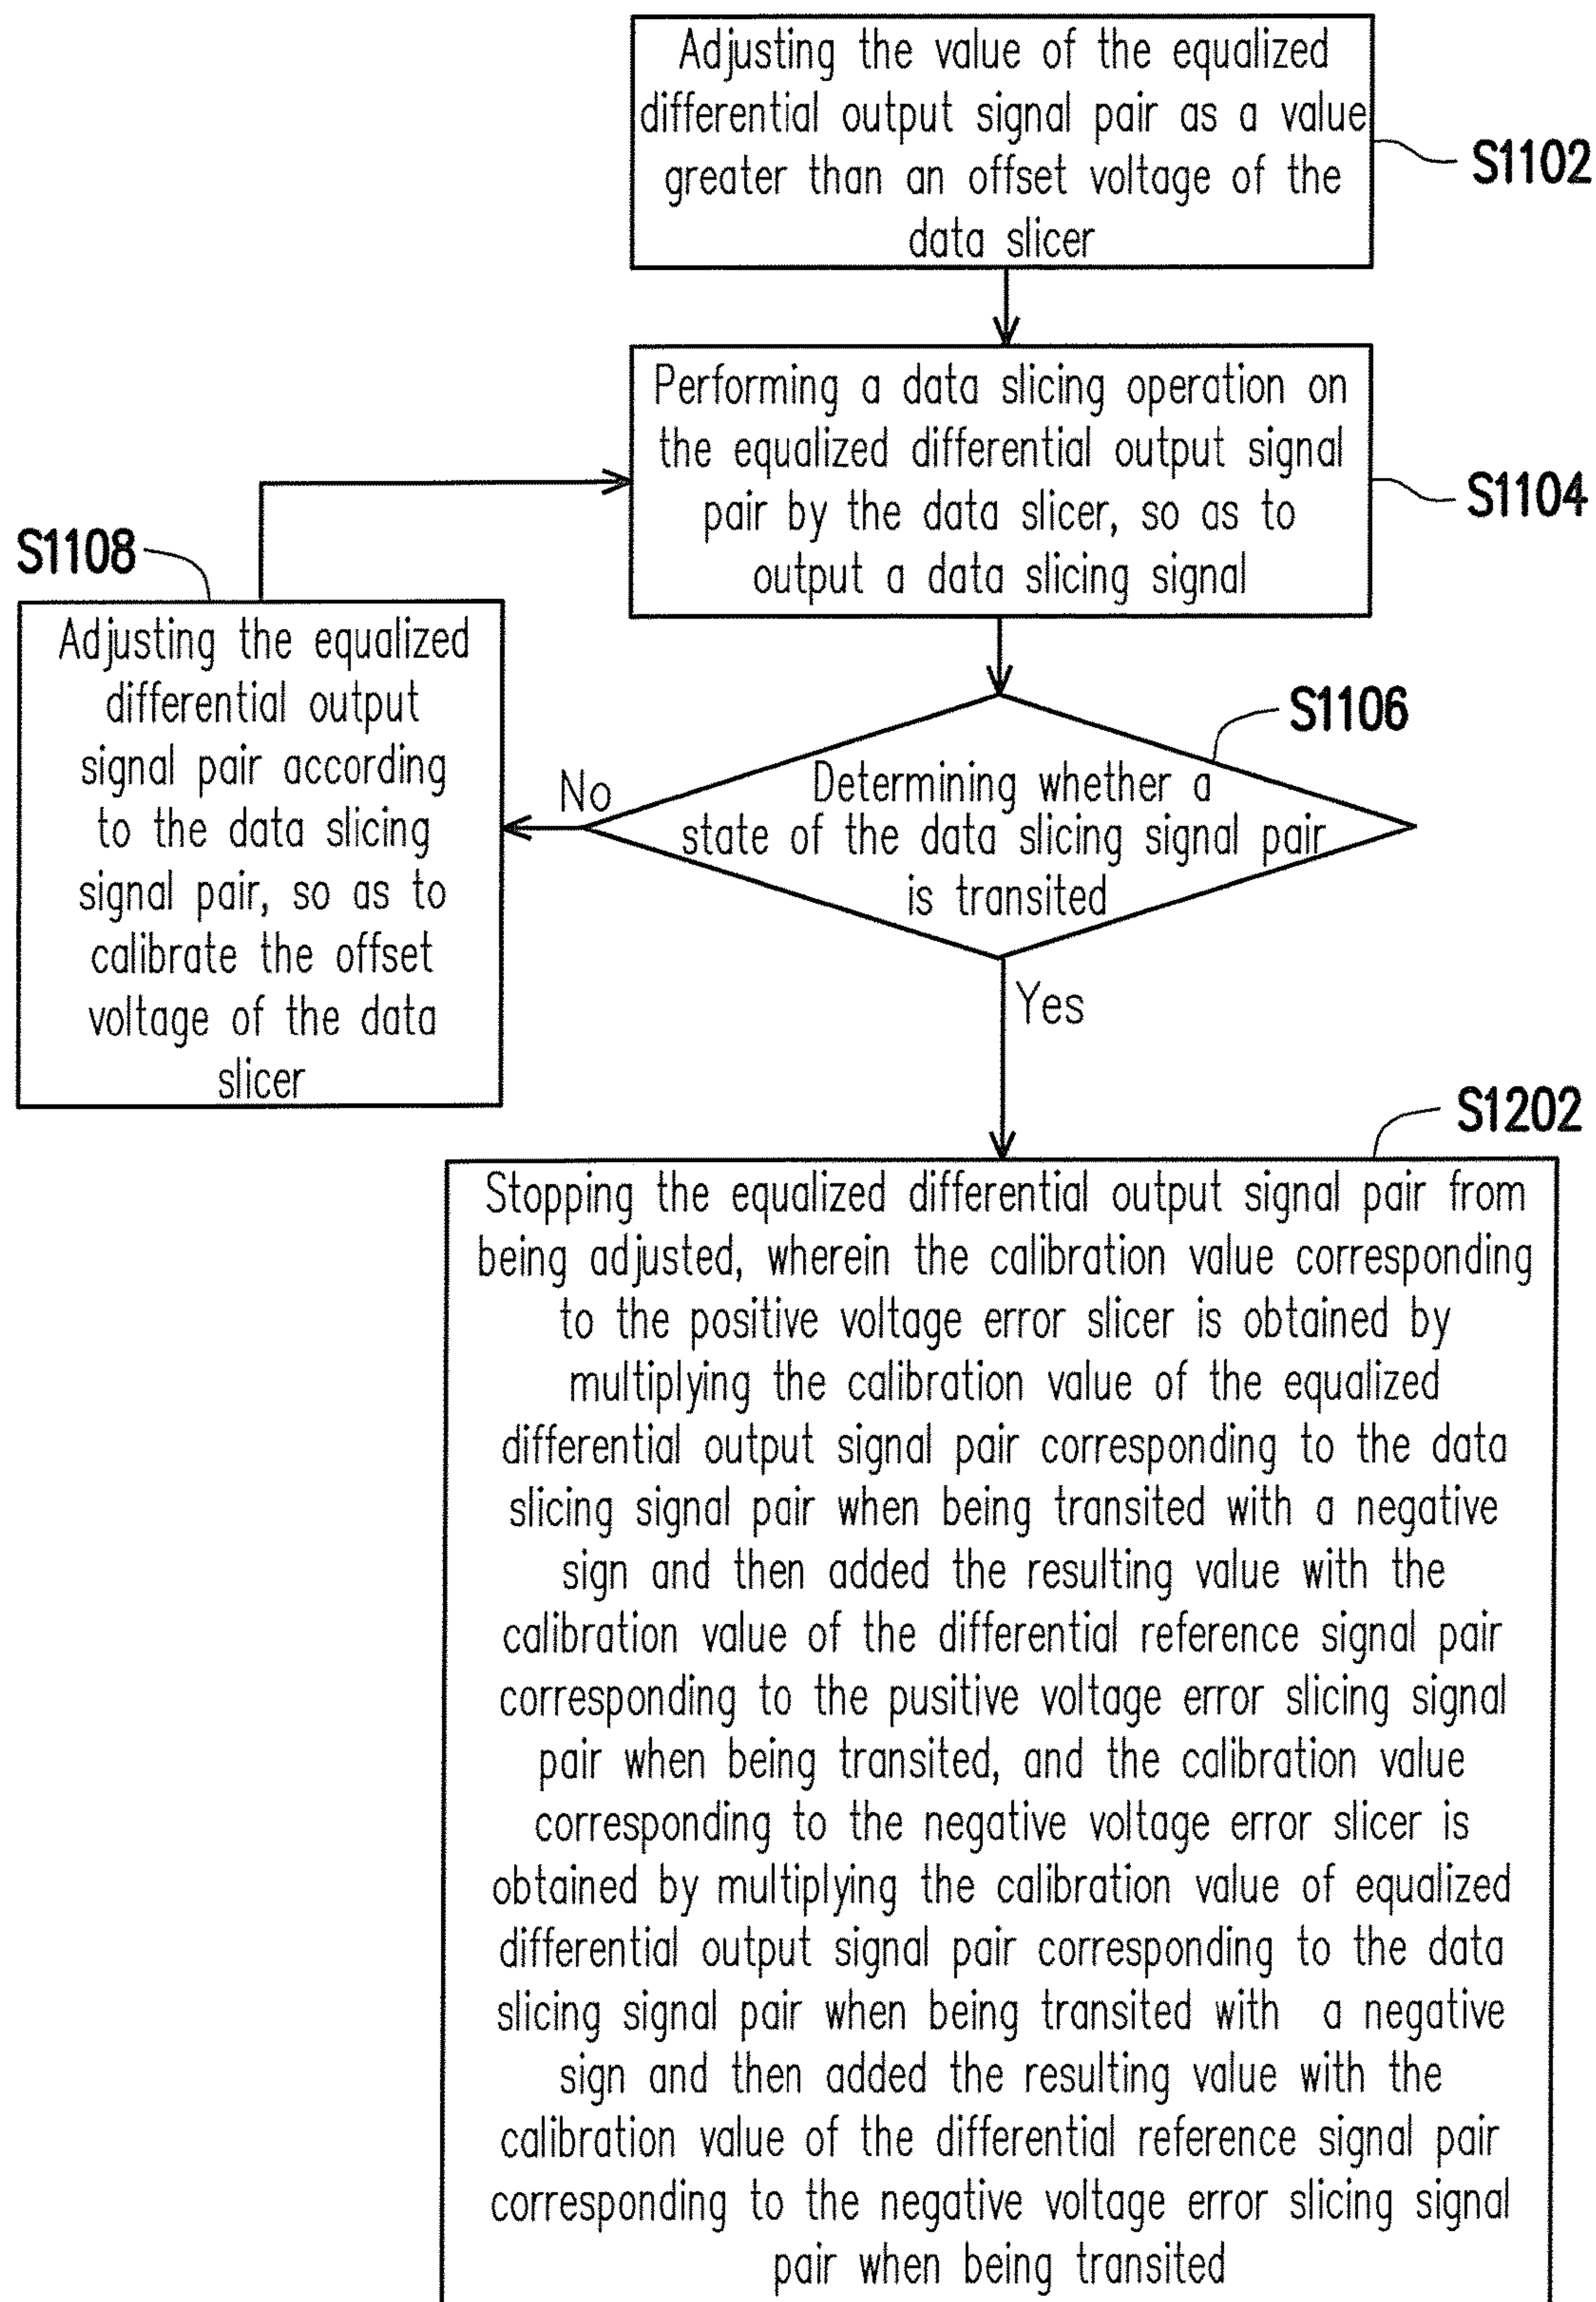 Adjusting the value of the equalized
differential output signal pair as a value
greater than an offset voltage of the
data slicer
S1102
Performing a data slicing operation on
the equalized differential output signal
pair by the data slicer, so as to
output a data slicing signal
S1104
S1108
Adjusting the equalized
differential output
signal pair according
to the data slicing
signal pair, so as to
calibrate the offset
voltage of the data
slicer
S1106
Determining whether a
state of the data slicing signal pair
is transited
No
Yes
S1202
Stopping the equalized differential output signal pair from
being adjusted, wherein the calibration value corresponding
to the positive voltage error slicer is obtained by
multiplying the calibration value of the equalized
differential output signal pair corresponding to the data
slicing signal pair when being transited with a negative
sign and then added the resulting value with the
calibration value of the differential reference signal pair
corresponding to the pusitive voltage error slicing signal
pair when being transited, and the calibration value
corresponding to the negative voltage error slicer is
obtained by multiplying the calibration value of equalized
differential output signal pair corresponding to the data
slicing signal pair when being transited with a negative
sign and then added the resulting value with the
calibration value of the differential reference signal pair
corresponding to the negative voltage error slicing signal
pair when being transited